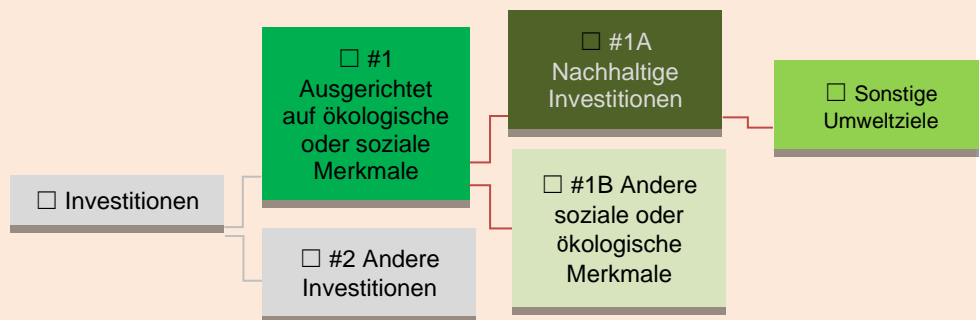 ☐ Investitionen
☐ #1
Ausgerichtet
auf ökologische
oder soziale
Merkmale
☐ #2 Andere
Investitionen
☐ #1A
Nachhaltige
Investitionen
☐ #1B Andere
soziale oder
ökologische
Merkmale
☐ Sonstige
Umweltziele